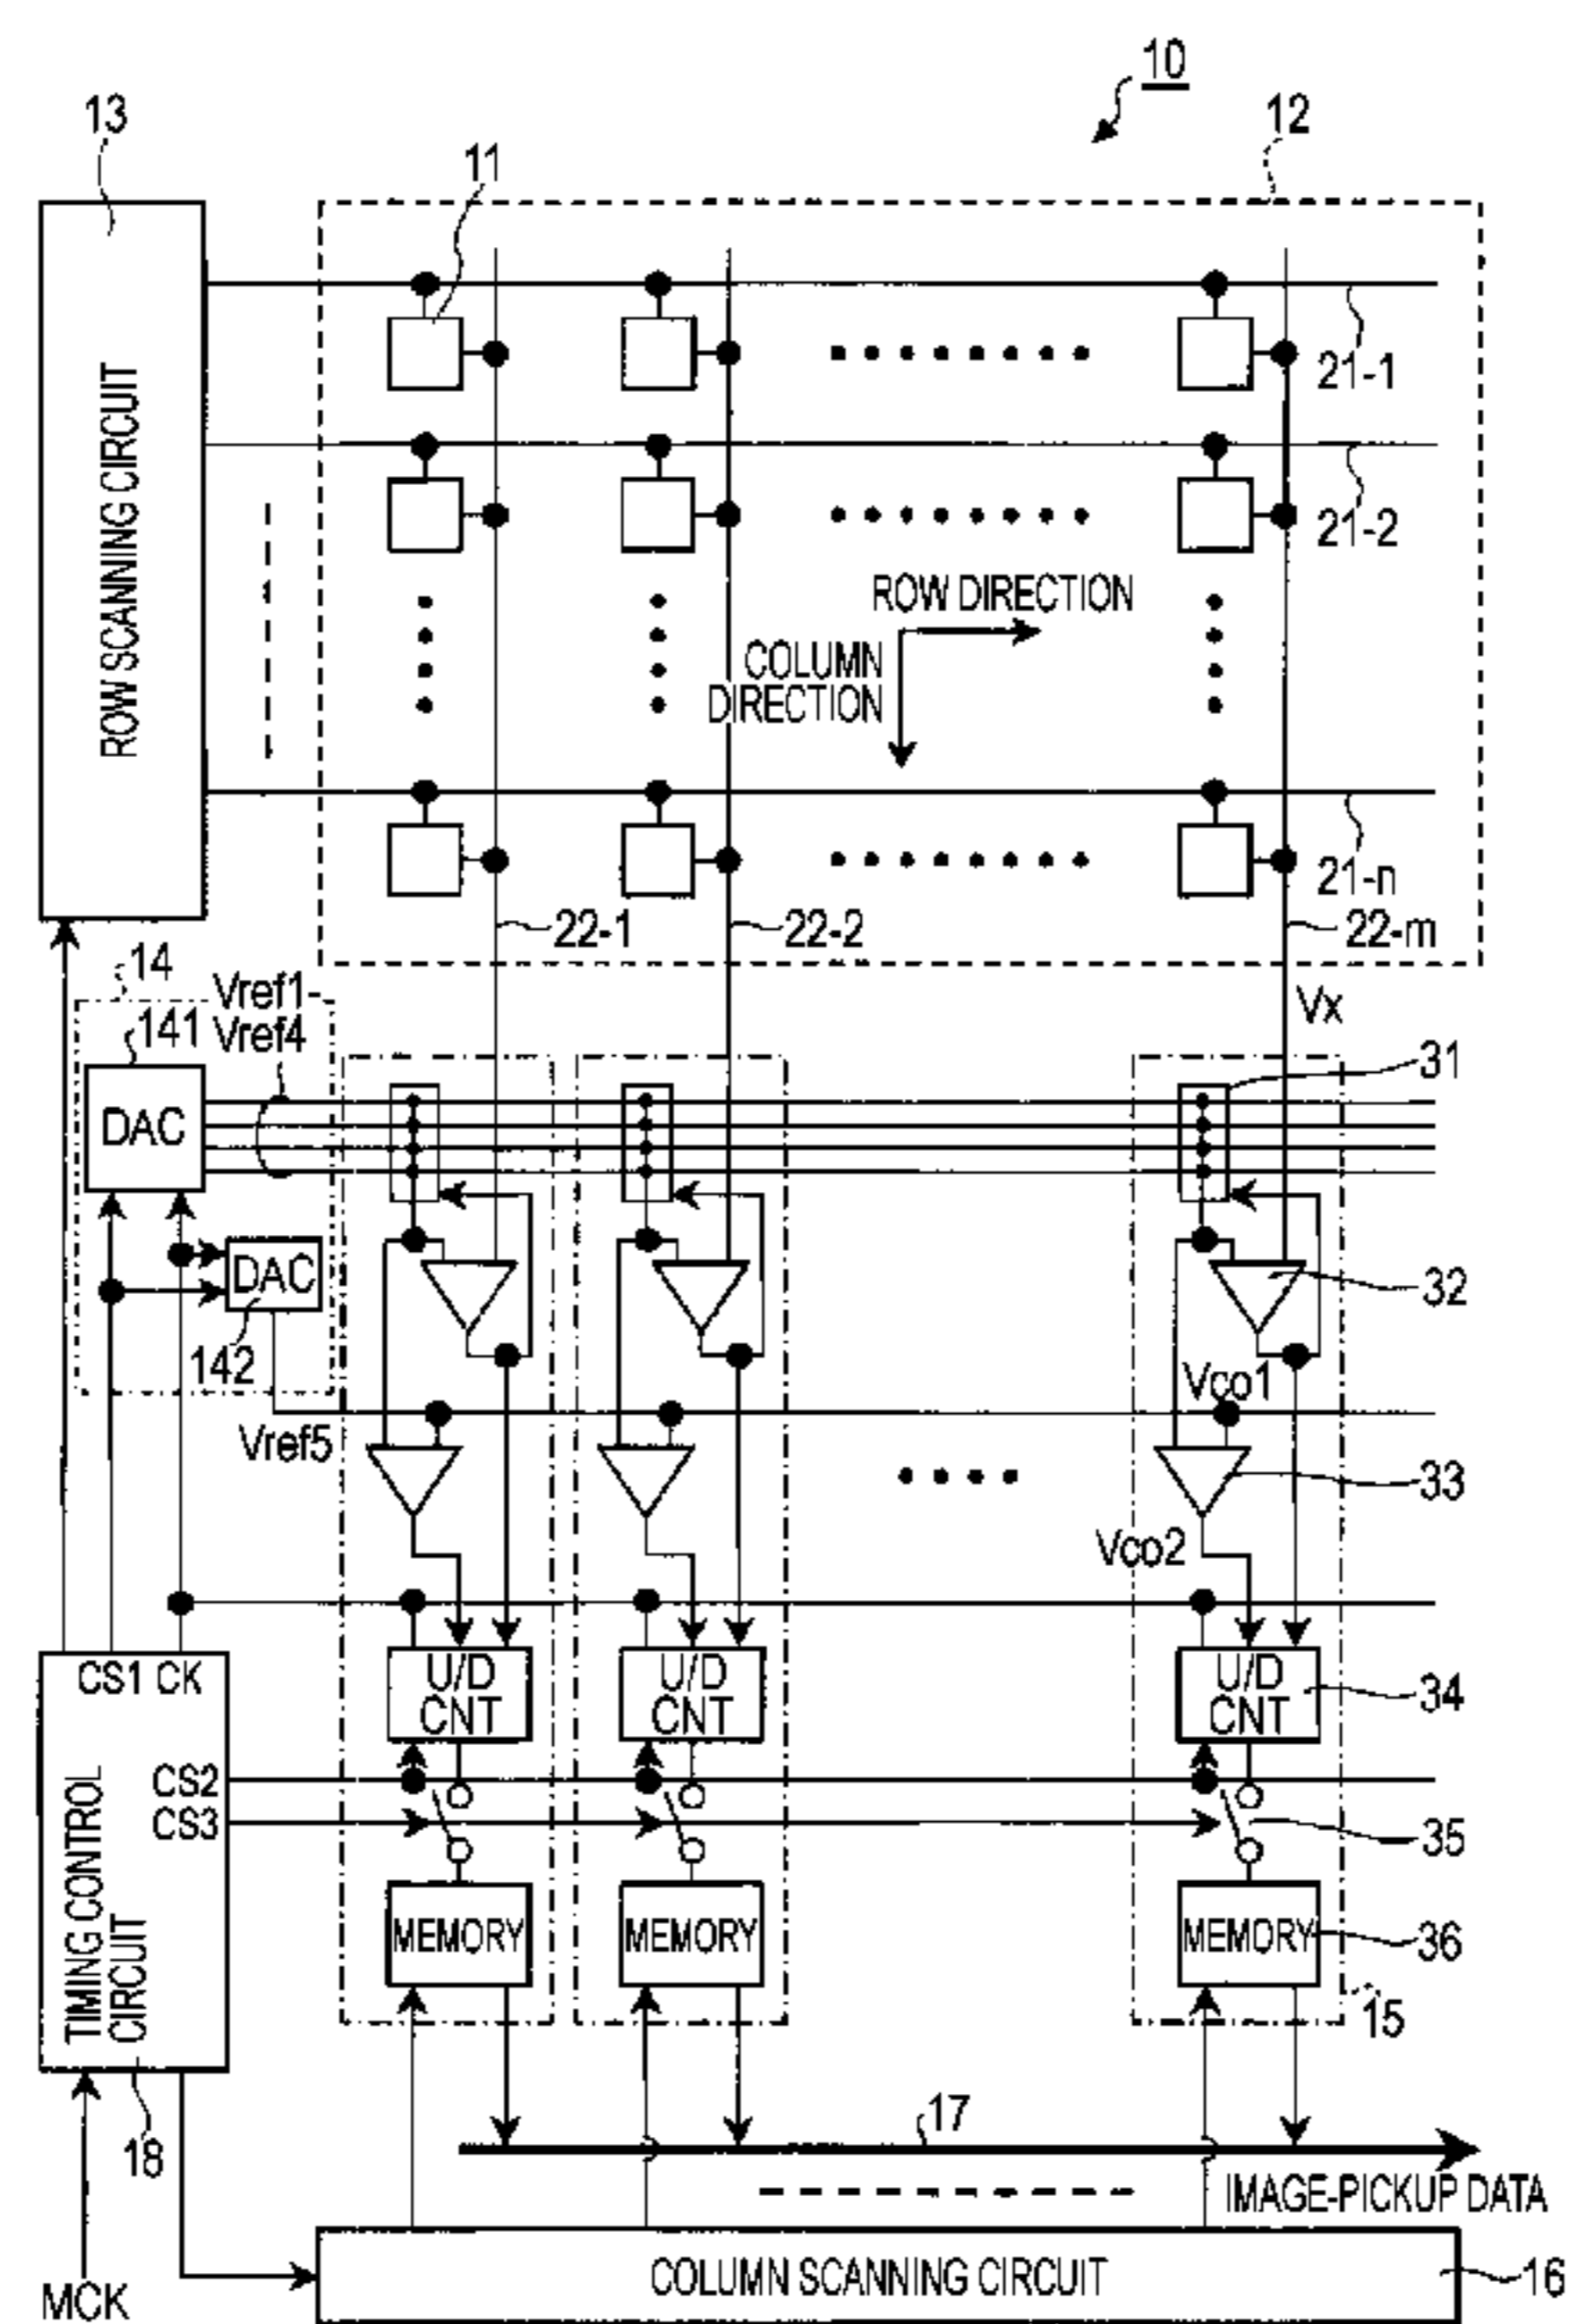 10
13
12
11
ROW SCANNING CIRCUIT
21-1
21-2
ROW DIRECTION
COLUMN
DIRECTION
21-n
22-1
22-2
22-m
14
Vref1-
Vref4
Vx
141
31
DAC
DAC
32
142
Vco1
Vref5
33
Vco2
CS1 CK
U/D
CNT
U/D
CNT
U/D
CNT
34
CS2
CS3
35
TIMING CONTROL
CIRCUIT
MEMORY
MEMORY
MEMORY
36
15
18
17
IMAGE-PICKUP DATA
COLUMN SCANNING CIRCUIT
16
MCK